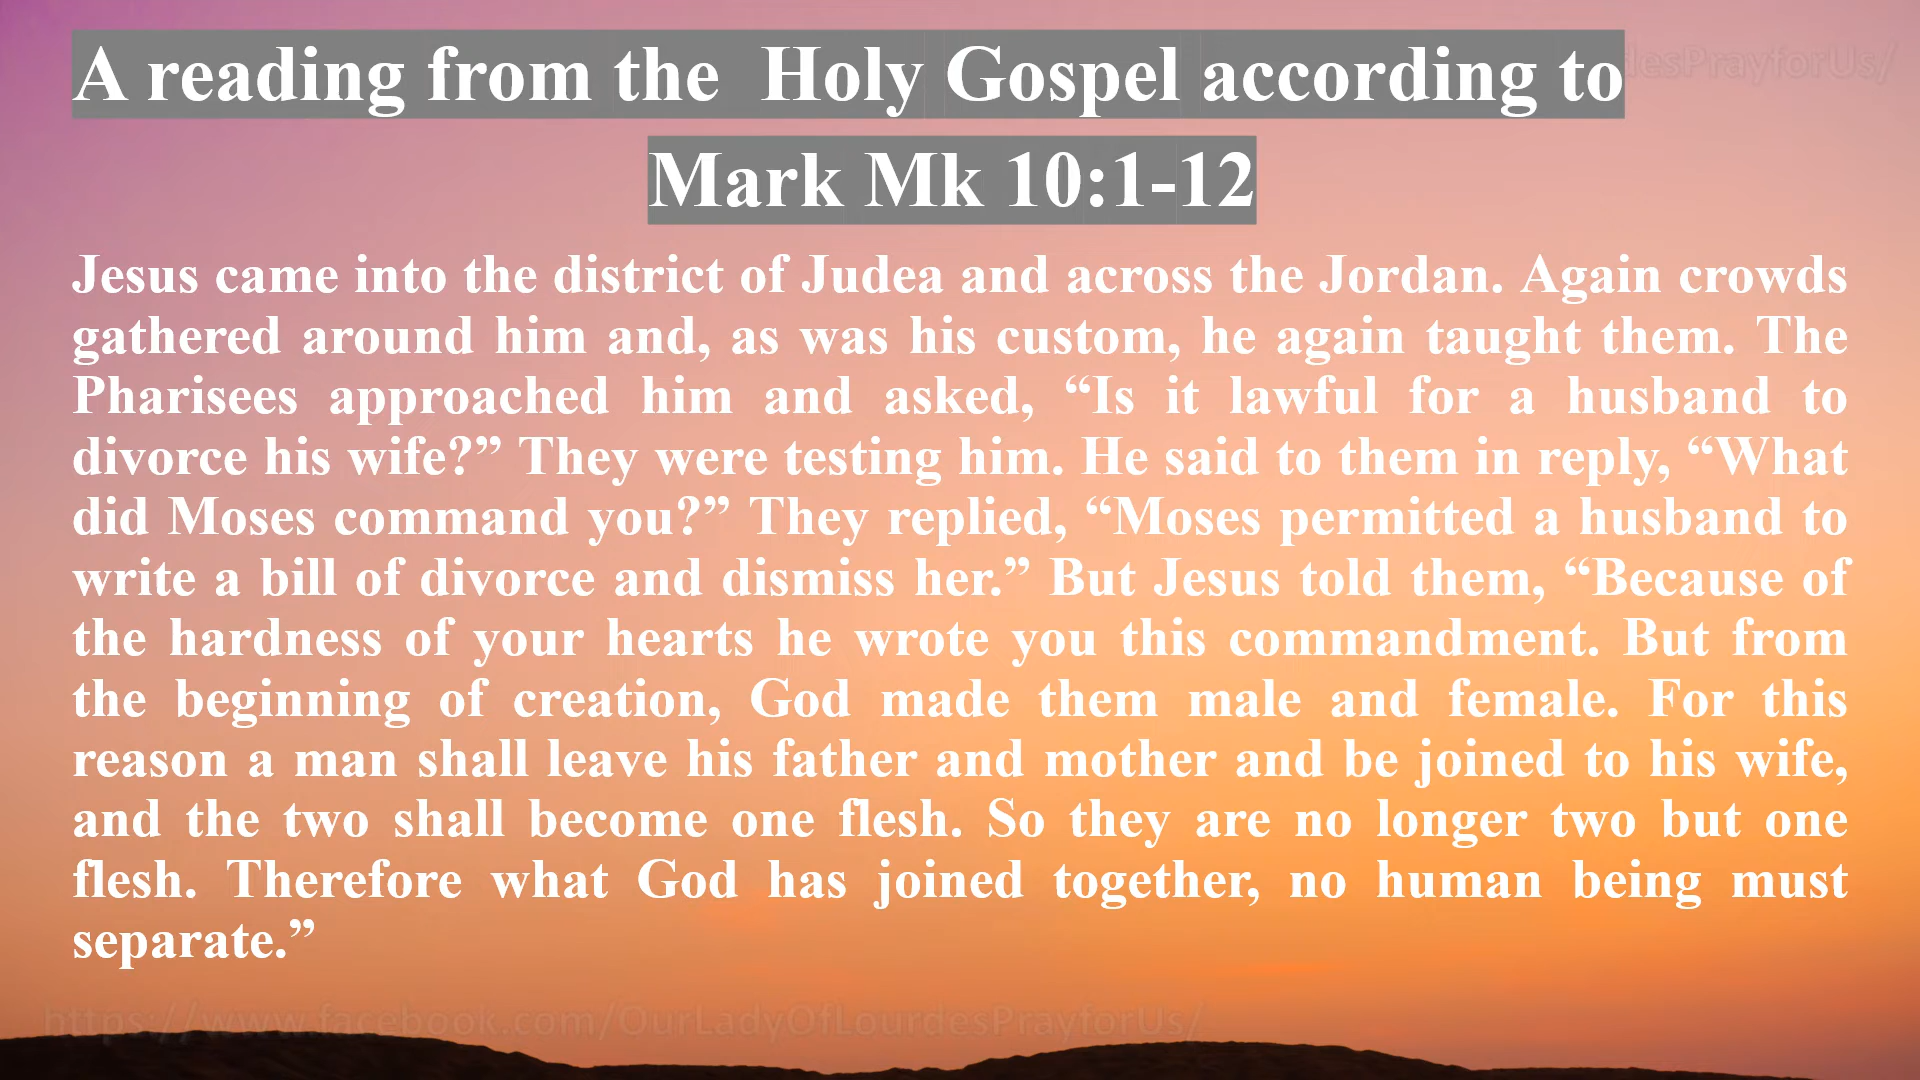 A reading from the  Holy Gospel according to
Mark Mk 10:1-12
desPrayforUs/
Jesus came into the district of Judea and across the Jordan. Again crowds
gathered around him and, as was his custom, he again taught them. The
Pharisees approached him and asked, “Is it lawful for a husband to
divorce his wife?” They were testing him. He said to them in reply, “What
did Moses command you?” They replied, “Moses permitted a husband to
write a bill of divorce and dismiss her.” But Jesus told them, “Because of
the hardness of your hearts he wrote you this commandment. But from
the beginning of creation, God made them male and female. For this
reason a man shall leave his father and mother and be joined to his wife,
and the two shall become one flesh. So they are no longer two but one
flesh. Therefore what God has joined together, no human being must
separate.”
https://www.facebook.com/OurLadyOfLourdesPrayforUs/